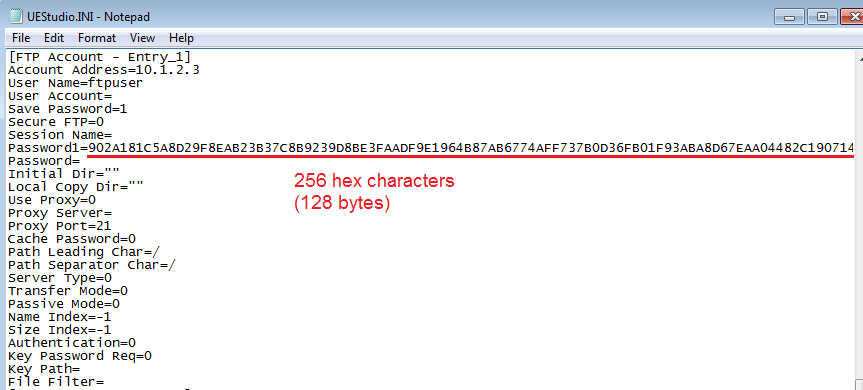 UEStudio.INI - Notepad
File Edit Format View Help
[FTP Account - Entry_1]
Account Address=10.1.2.3
User Name=ftpuser
User Account=
Save Password=1
Secure FTP=0
Session Name=
Password1=902A181C5A8D29F8EAB23B37C8B9239D8BE3FAADF9E1964B87AB6774AFF737B0D36FB01F93ABA8D67EAA04482C190714
Password=
Initial Dir=""
256 hex characters
Local Copy Dir=""
(128 bytes)
Use Proxy=0
Proxy Server=
Proxy Port=21
Cache Password=0
Path Leading Char=/
Path Separator Char=/
Server Type=0
Transfer Mode=0
Passive Mode=0
Name Index=-1
Size Index=-1
Authentication=0
Key Password Req=0
Key Path=
File Filter=